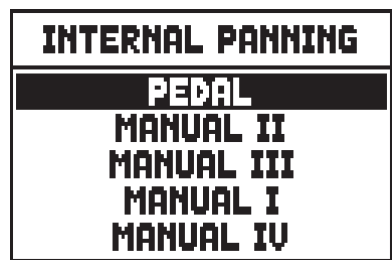 INTERNAL PANNING
PEDAL
MANUAL II
MANUAL III
MANUAL I
MANUAL IV